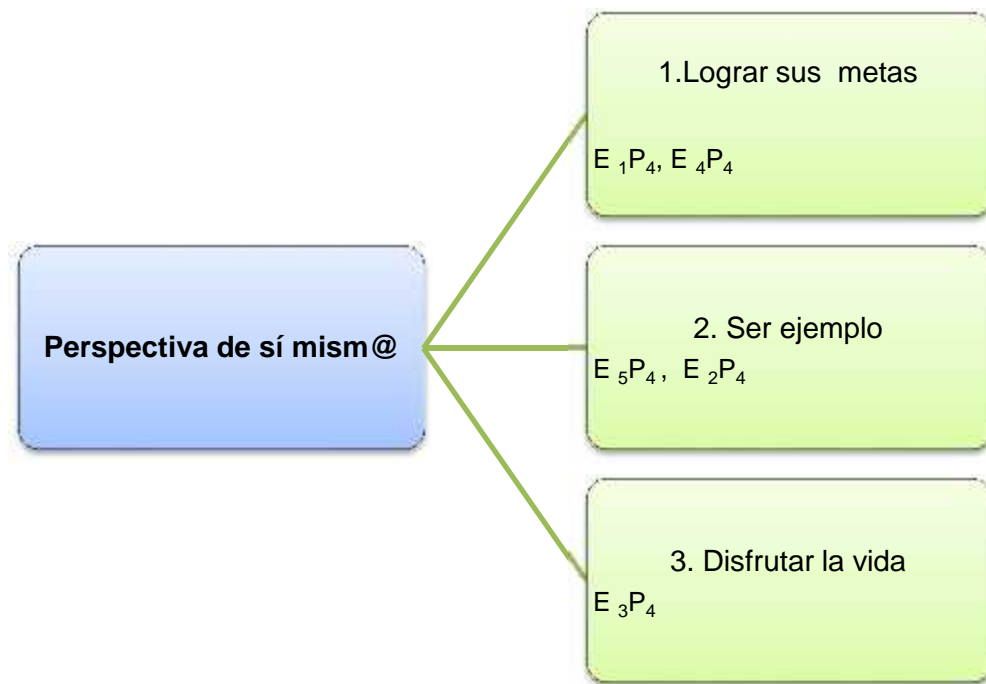 1.Lograr sus metas
E ₁P₄, E ₄P₄
Perspectiva de sí mism@
2. Ser ejemplo
E ₅P₄ , E ₂P₄
3. Disfrutar la vida
E ₃P₄